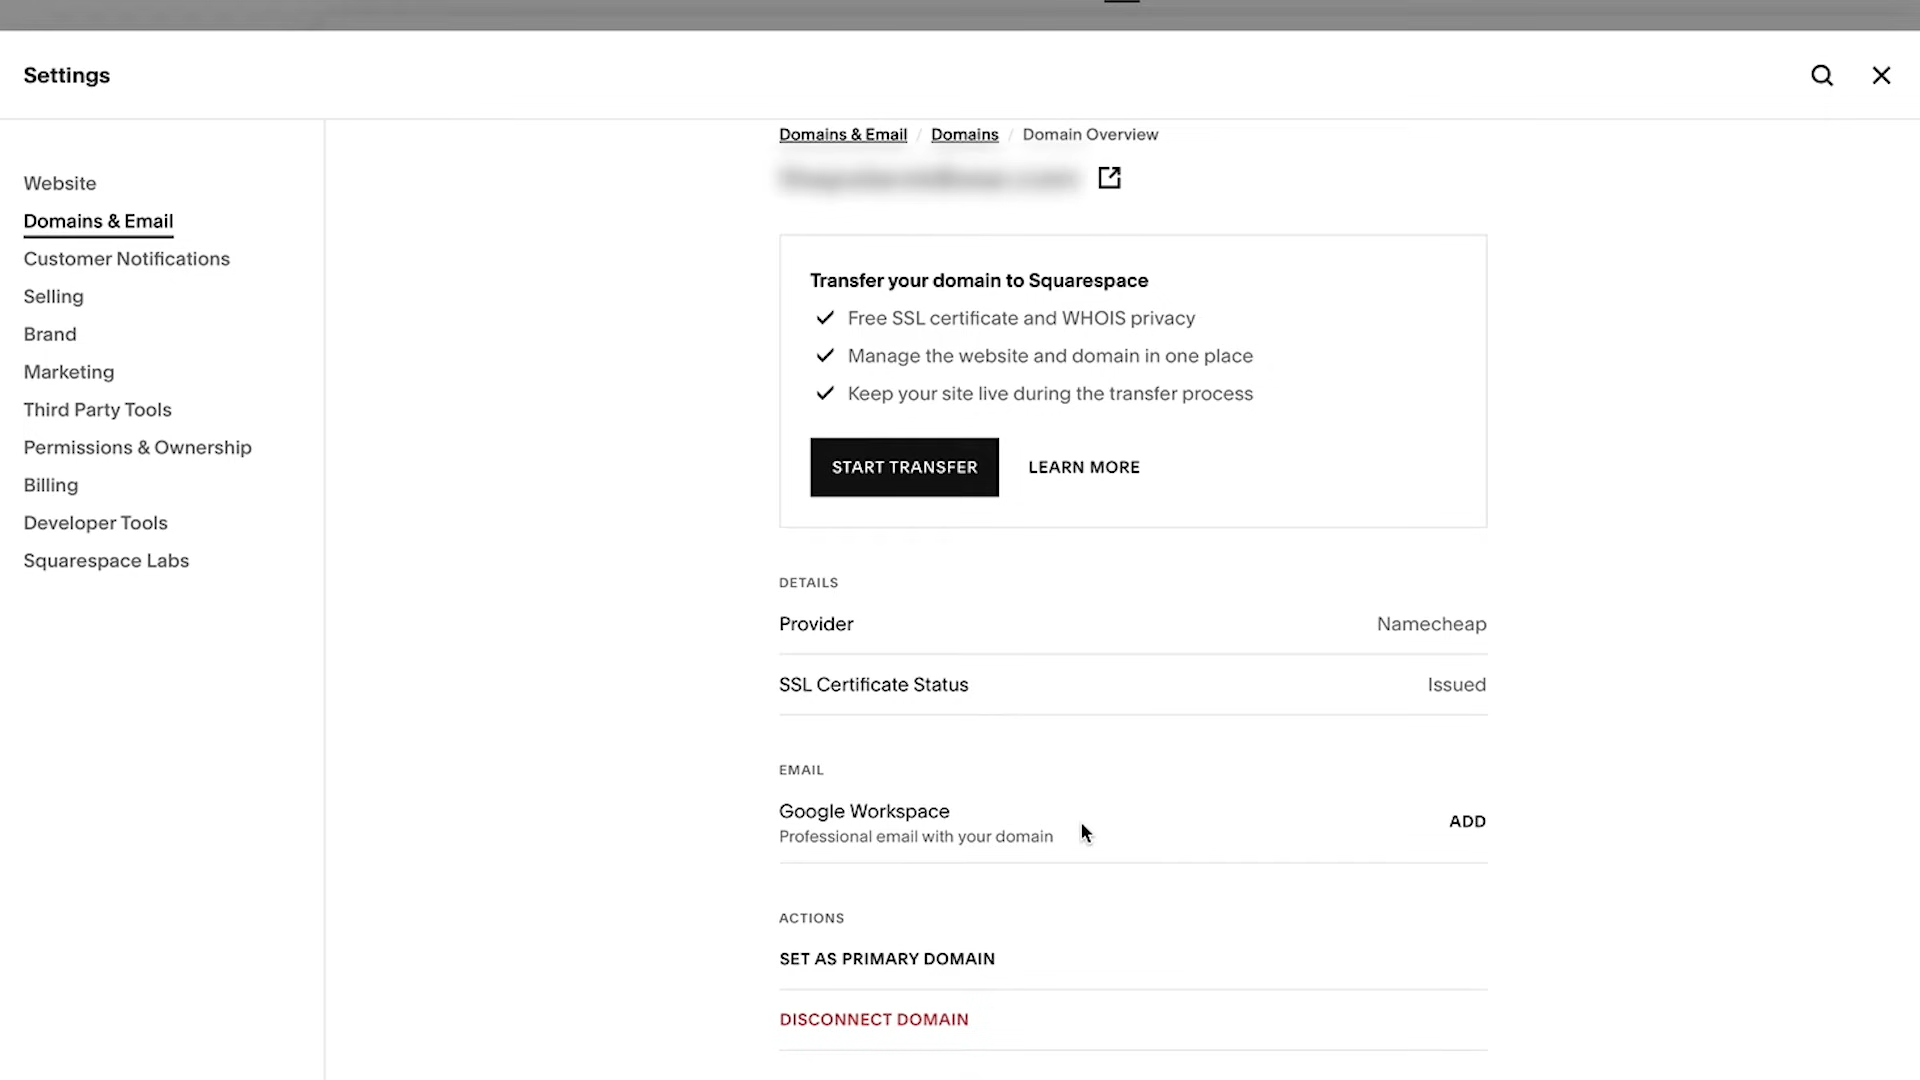 Settings
Website
Domains & Email
Customer Notifications
Selling
Brand
Marketing
Third Party Tools
Permissions & Ownership
Billing
Developer Tools
Squarespace Labs
Domains & Email / Domains / Domain Overview
Transfer your domain to Squarespace
Free SSL certificate and WHOIS privacy
Manage the website and domain in one place
Keep your site live during the transfer process
START TRANSFER LEARN MORE
DETAILS
Provider Namecheap
SSL Certificate Status Issued
EMAIL
Google Workspace
Professional email with your domain
ADD
ACTIONS
SET AS PRIMARY DOMAIN
DISCONNECT DOMAIN